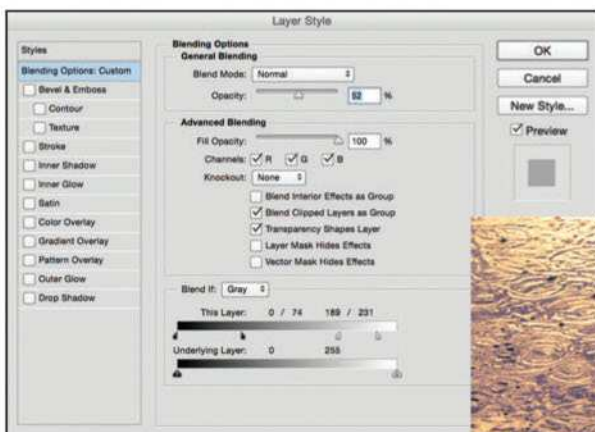 Layer Style
Styles
Blending Options: Custom
Bevel & Emboss
Contour
Texture
Stroke
Inner Shadow
Inner Glow
Satin
Color Overlay
Gradient Overlay
Pattern Overlay
Outer Glow
Drop Shadow
Blending Options
General Blending
Blend Mode: Normal
Opacity: 52 %
Advanced Blending
Fill Opacity: 100 %
Channels: R G B
Knockout: None
Blend Interior Effects as Group
Blend Clipped Layers as Group
Transparency Shapes Layer
Layer Mask Hides Effects
Vector Mask Hides Effects
Blend If: Gray
This Layer: 0 / 74 189 / 231
Underlying Layer: 0 255
OK
Cancel
New Style...
Preview